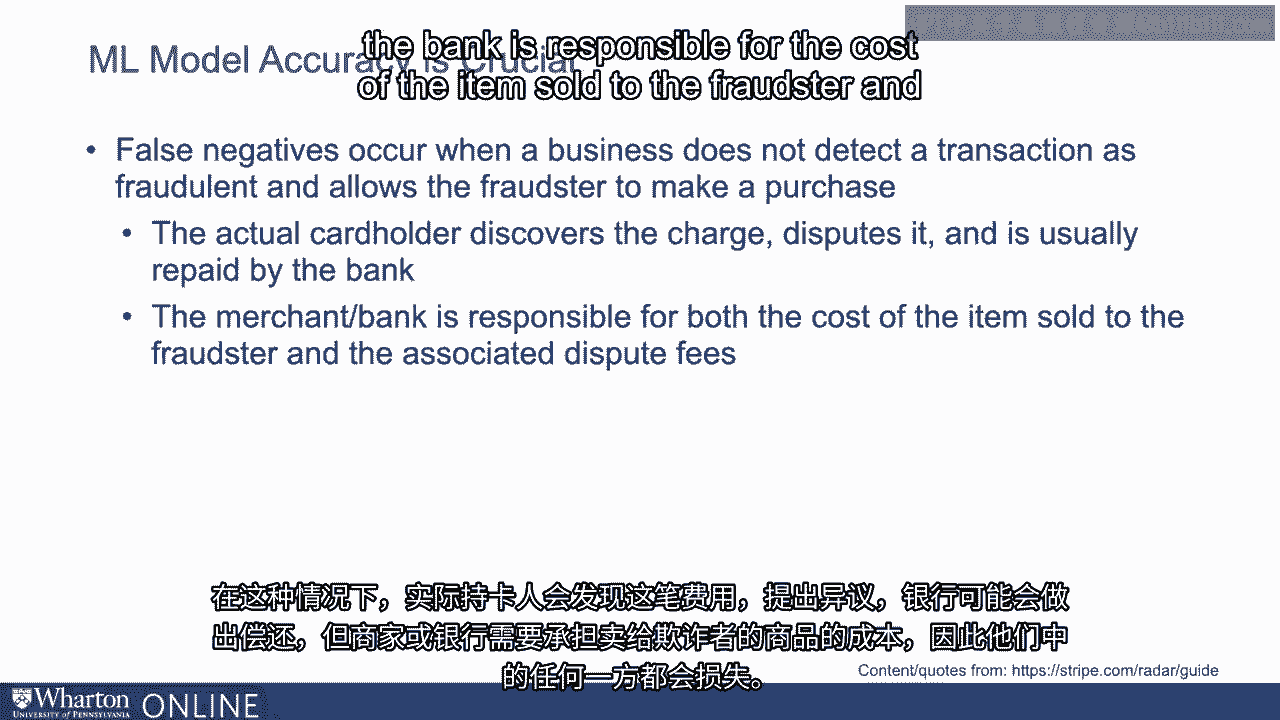 the bank is responsible for the cost
of the item sold to the fraudster and
ML Model Accuracy is Crucial
• False negatives occur when a business does not detect a transaction as
fraudulent and allows the fraudster to make a purchase
• The actual cardholder discovers the charge, disputes it, and is usually
repaid by the bank
• The merchant/bank is responsible for both the cost of the item sold to the
fraudster and the associated dispute fees
在这种情况下，实际持卡人会发现这笔费用，提出异议，银行可能会做
出偿还，但商家或银行需要承担卖给欺诈者的商品的成本，因此他们中
的任何一方都会损失。
Content/quotes from: https://stripe.com/radar/guide
Wharton ONLINE
UNIVERSITY of PENNSYLVANIA